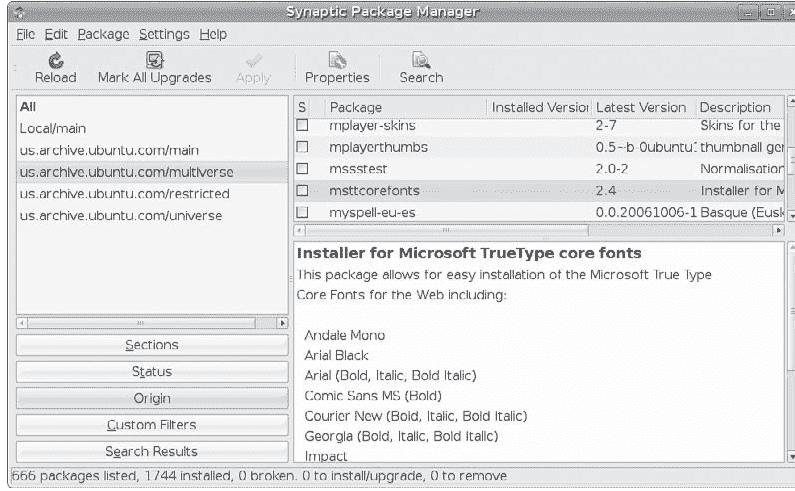 Synaptic Package Manager
File Edit Package Settings Help
Reload Mark All Upgrades Apply Properties Search
All
Local/main
us.archive.ubuntu.com/main
us.archive.ubuntu.com/multiverse
us.archive.ubuntu.com/restricted
us.archive.ubuntu.com/universe
Sections
Status
Origin
Custom Filters
Search Results
S Package Installed Version Latest Version Description
mplayer-skins 2-7 Skins for the
mplayerthumbs 0.5~b-0ubuntu1 thumbnail ger
mssstest 2.0-2 Normalisation
msttcorefonts 2.4 Installer for M
myspell-eu-es 0.0.20061006-1 Basque (Eusk
Installer for Microsoft TrueType core fonts
This package allows for easy installation of the Microsoft True Type
Core Fonts for the Web including:
Andale Mono
Arial Black
Arial (Bold, Italic, Bold Italic)
Comic Sans MS (Bold)
Courier New (Bold, Italic, Bold Italic)
Georgia (Bold, Italic, Bold Italic)
Impact
666 packages listed, 1744 installed, 0 broken. 0 to install/upgrade, 0 to remove